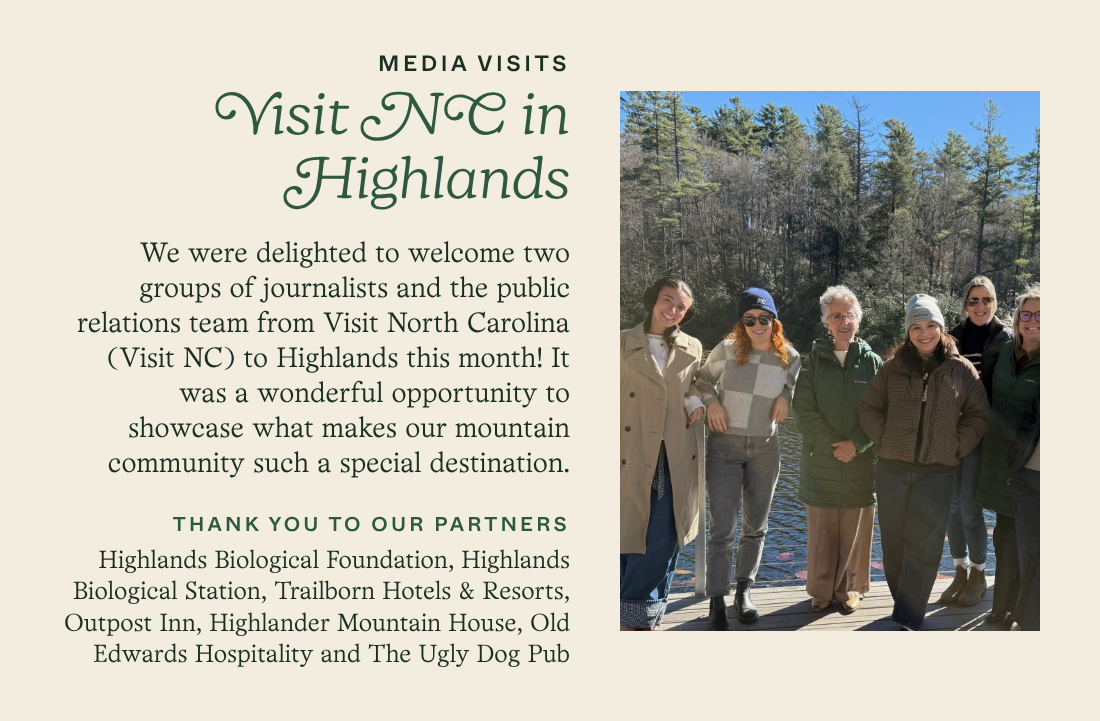 MEDIA VISITS
Visit NC in
Highlands
We were delighted to welcome two
groups of journalists and the public
relations team from Visit North Carolina
(Visit NC) to Highlands this month! It
was a wonderful opportunity to
showcase what makes our mountain
community such a special destination.
THANK YOU TO OUR PARTNERS
Highlands Biological Foundation, Highlands
Biological Station, Trailborn Hotels & Resorts,
Outpost Inn, Highlander Mountain House, Old
Edwards Hospitality and The Ugly Dog Pub